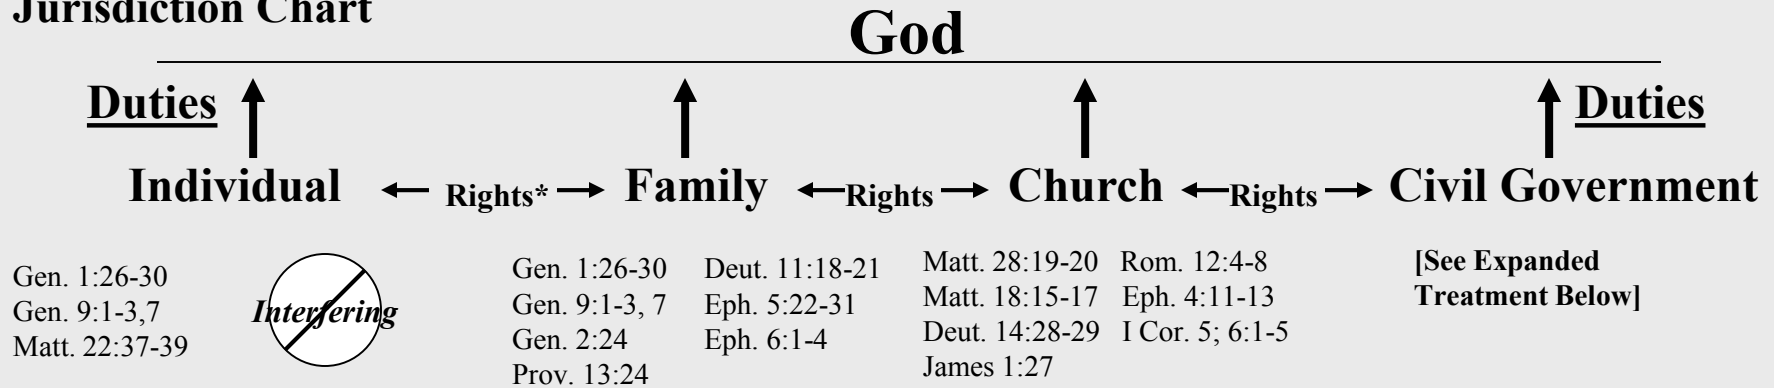 Jurisdiction Chart
God
Duties
Duties
Individual
Rights*
Family
Rights
Church
Rights
Civil Government
Gen. 1:26-30
Gen. 9:1-3,7
Matt. 22:37-39
Interfering
Gen. 1:26-30
Gen. 9:1-3, 7
Gen. 2:24
Prov. 13:24
Deut. 11:18-21
Eph. 5:22-31
Eph. 6:1-4
Matt. 28:19-20
Matt. 18:15-17
Deut. 14:28-29
James 1:27
Rom. 12:4-8
Eph. 4:11-13
I Cor. 5; 6:1-5
[See Expanded
Treatment Below]